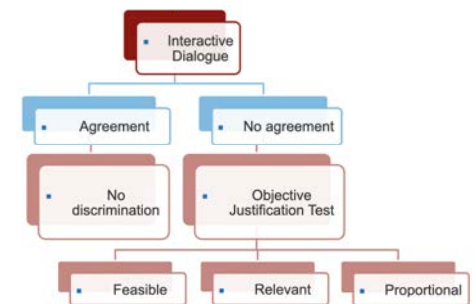 Interactive
Dialogue
Agreement
No agreement
No
discrimination
Objective
Justification Test
Feasible
Relevant
Proportional